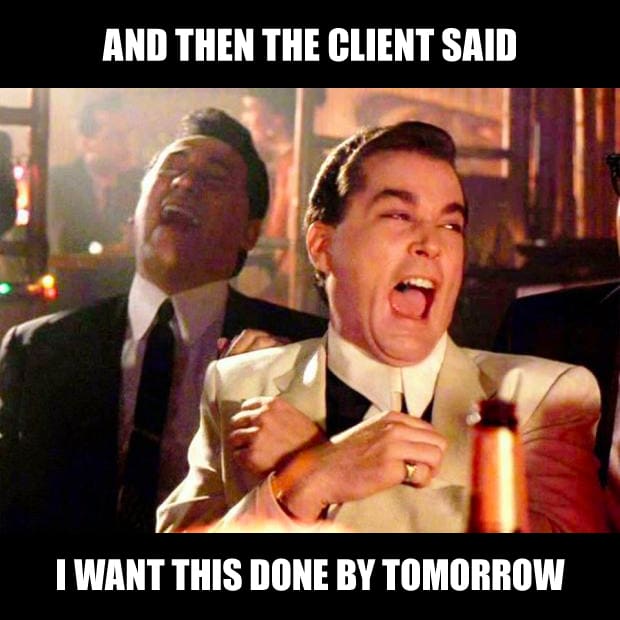 AND THEN THE CLIENT SAID
I WANT THIS DONE BY TOMORROW